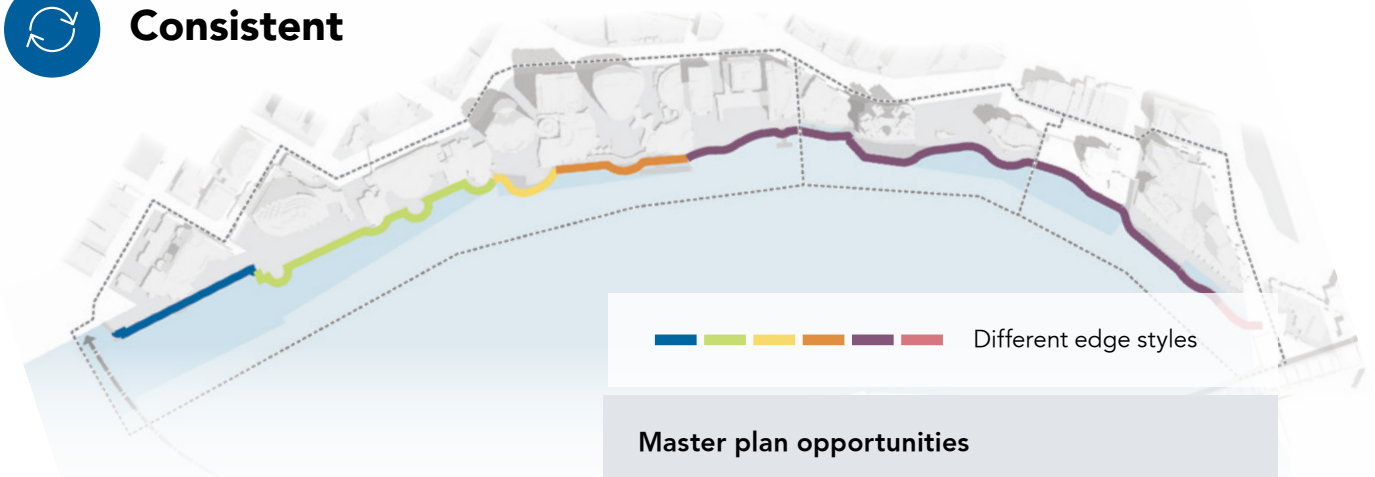 Consistent
Different edge styles
Master plan opportunities